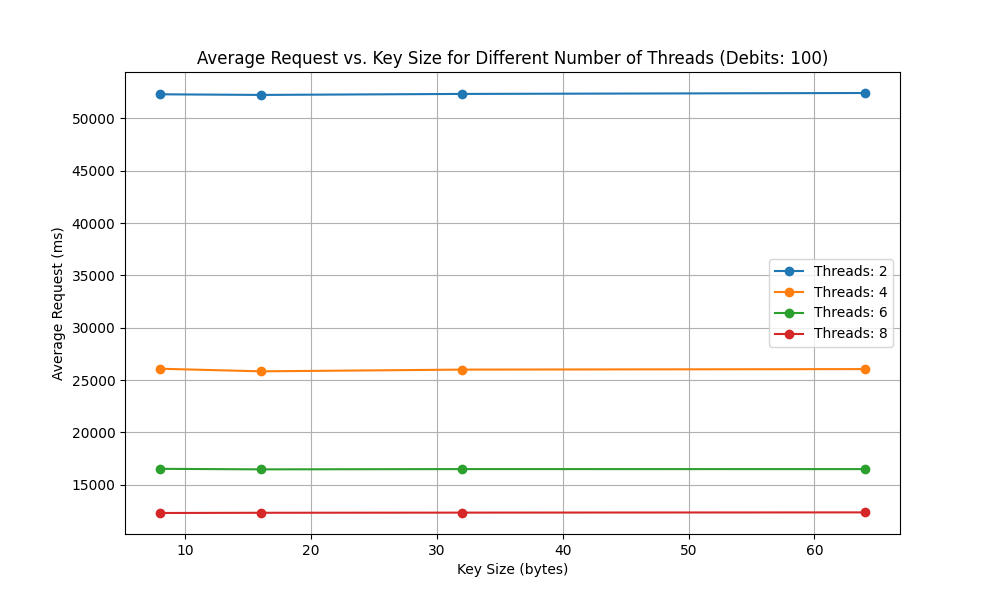 Average Request vs. Key Size for Different Number of Threads (Debits: 100)
Average Request (ms)
50000
45000
40000
35000
30000
25000
20000
15000
Threads: 2
Threads: 4
Threads: 6
Threads: 8
10
20
30
40
50
60
Key Size (bytes)